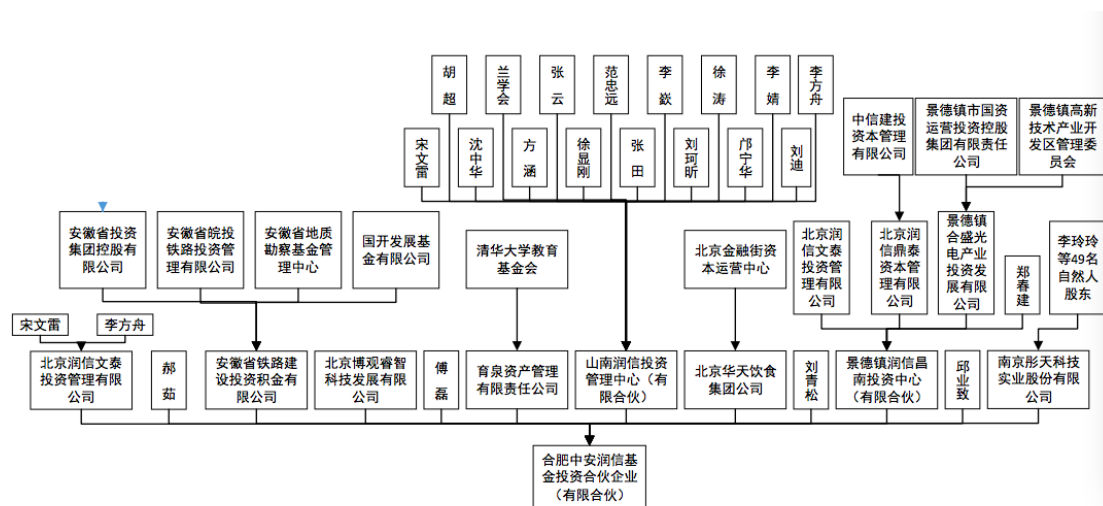 胡超
兰学会
张云
范忠远
李崟
徐涛
李婧
李方舟
宋文雷
沈中华
方涵
徐显刚
张田
刘珂昕
邝宁华
刘迪
中信建投
资本管理
有限公司
景德镇市国资
运营投资控股
集团有限责任
公司
景德镇高新
技术产业开
发区管理委
员会
安徽省投资
集团控股有
限公司
安徽省皖投
铁路投资管
理有限公司
安徽省地质
勘察基金管
理中心
国开发展基
金有限公司
清华大学教育
基金会
北京金融街资
本运营中心
北京润
信文泰
投资管
理有限
公司
北京润
信鼎泰
资本管
理有限
公司
景德镇
合盛光
电产业
投资发
展有限
公司
郑春建
李玲玲
等49名
自然人
股东
宋文雷
李方舟
北京润信文泰
投资管理有限
公司
郝茹
安徽省铁路建
设投资积金有
限公司
北京博观睿智
科技发展有限
公司
傅磊
育泉资产管理
有限责任公司
山南润信投资
管理中心（有
限合伙）
北京华天饮食
集团公司
刘青松
景德镇润信昌
南投资中心
（有限合伙）
邱业致
南京彤天科技
实业股份有限
公司
合肥中安润信基
金投资合伙企业
（有限合伙）